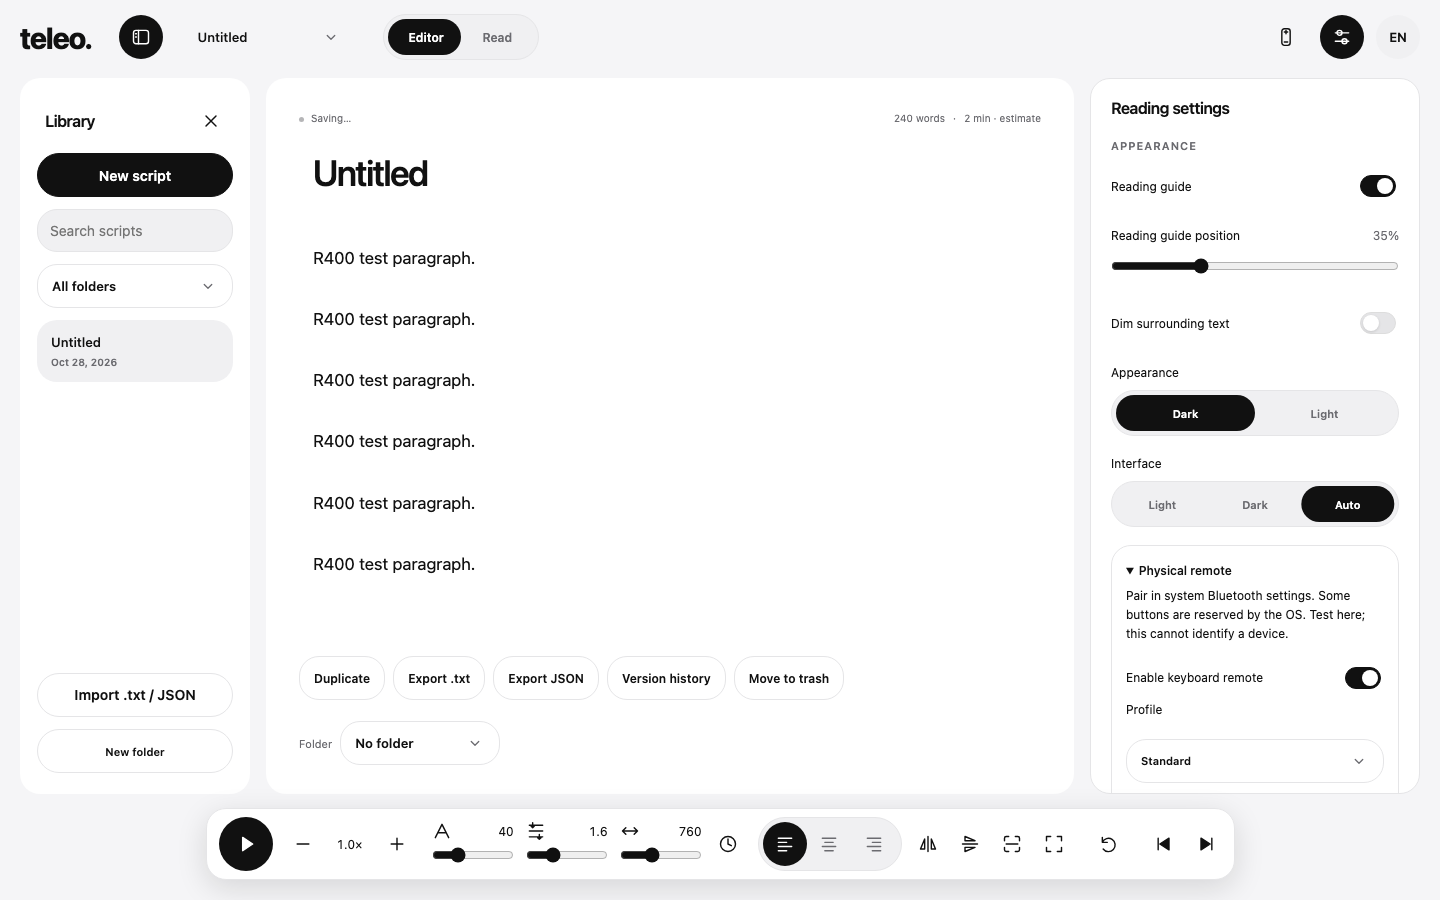 teleo.
Untitled
Editor
Read
EN
Library
New script
Search scripts
All folders
Untitled
Oct 28, 2026
Import .txt / JSON
New folder
Saving...
240 words · 2 min · estimate
Untitled
R400 test paragraph.
R400 test paragraph.
R400 test paragraph.
R400 test paragraph.
R400 test paragraph.
R400 test paragraph.
Duplicate
Export .txt
Export JSON
Version history
Move to trash
Folder
No folder
Reading settings
APPEARANCE
Reading guide
Reading guide position
35%
Dim surrounding text
Appearance
Dark
Light
Interface
Light
Dark
Auto
Physical remote
Pair in system Bluetooth settings. Some
buttons are reserved by the OS. Test here;
this cannot identify a device.
Enable keyboard remote
Profile
Standard
1.0×
40
1.6
760